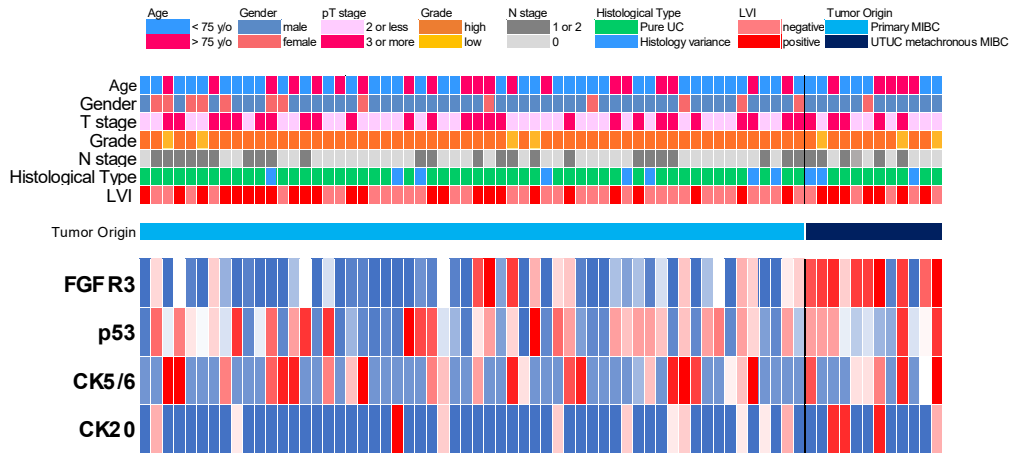 Age Gender pT stage Grade N stage Histological Type LVI Tumor Origin
< 75 y/o male 2 or less high 1 or 2 Pure UC negative Primary MIBC
> 75 y/o female 3 or more low 0 Histology variance positive UTUC metachronous MIBC
Age
Gender
T stage
Grade
N stage
Histological Type
LVI
Tumor Origin
FGFR3
p53
CK5/6
CK20